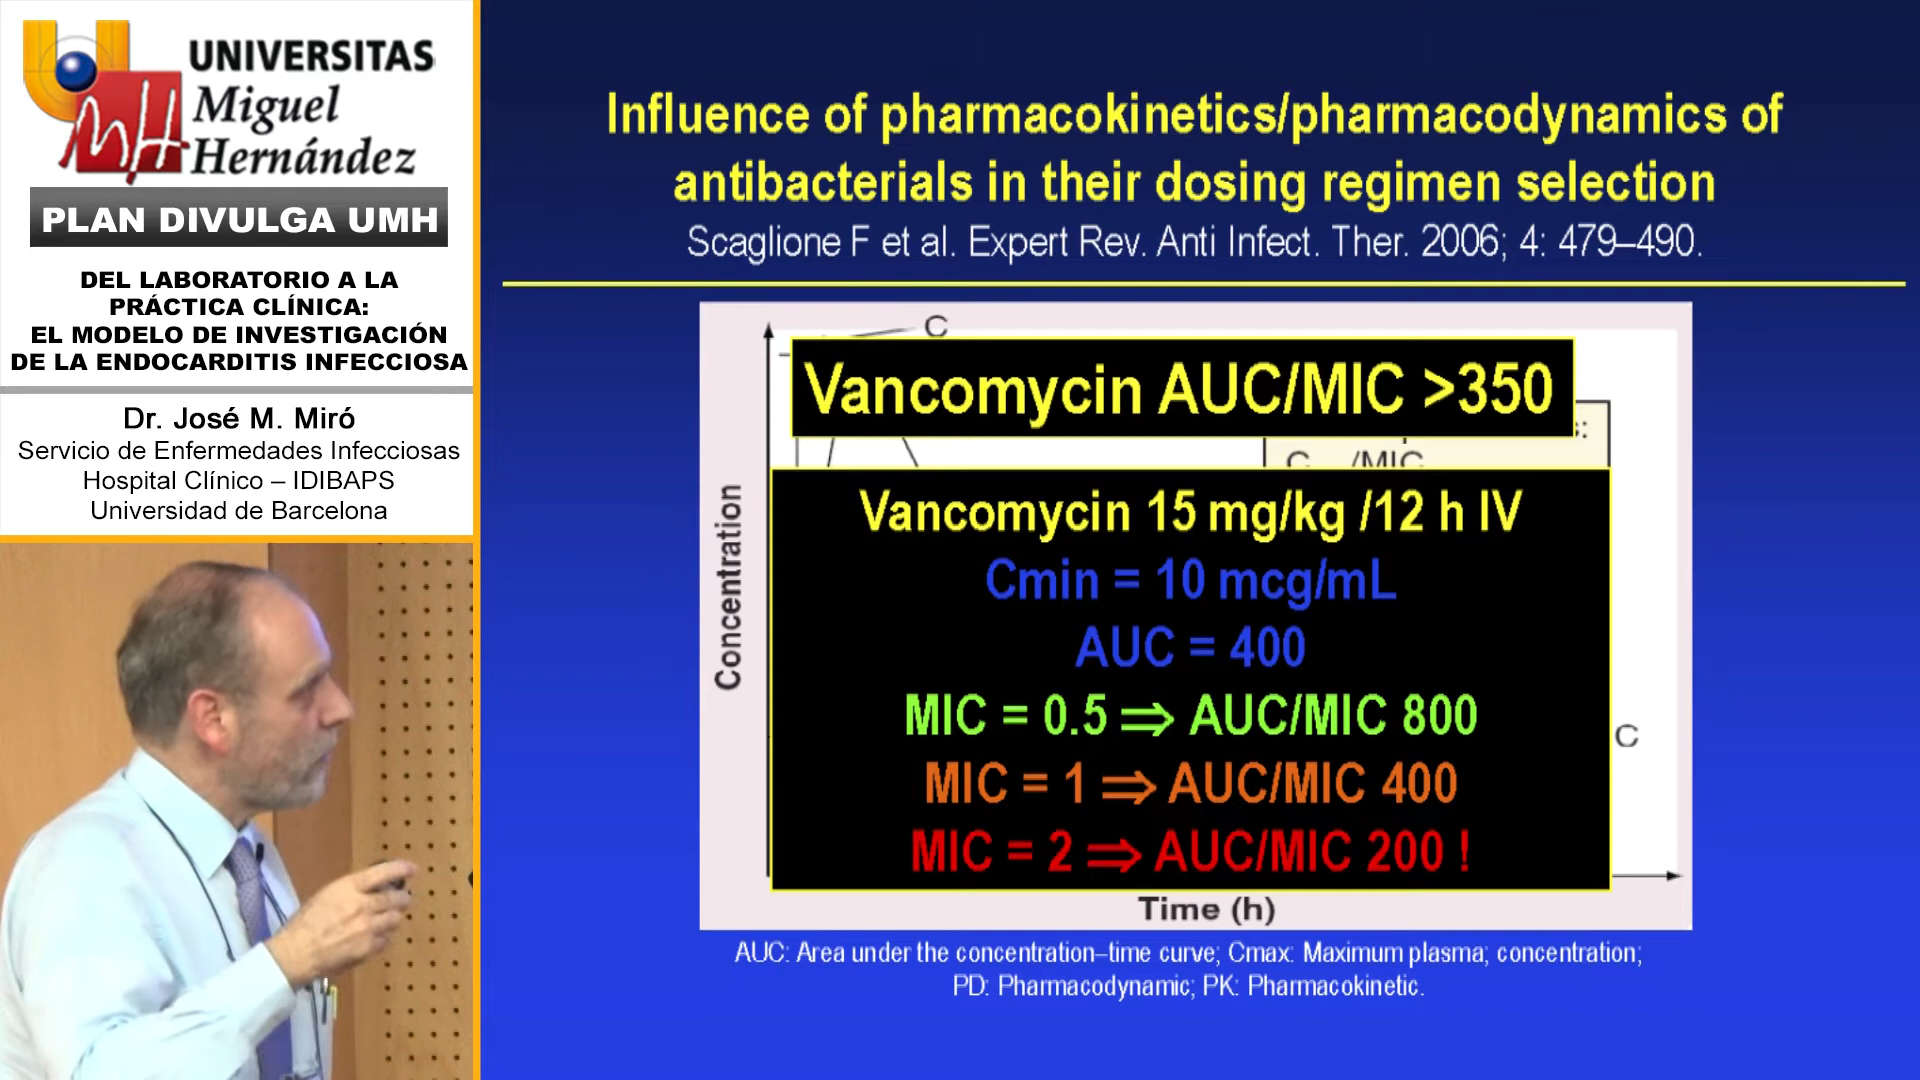 UNIVERSITAS
Miguel
Hernández
PLAN DIVULGA UMH
DEL LABORATORIO A LA
PRÁCTICA CLÍNICA:
EL MODELO DE INVESTIGACIÓN
DE LA ENDOCARDITIS INFECCIOSA
Dr. José M. Miró
Servicio de Enfermedades Infecciosas
Hospital Clínico – IDIBAPS
Universidad de Barcelona
Influence of pharmacokinetics/pharmacodynamics of
antibacterials in their dosing regimen selection
Scaglione F et al. Expert Rev. Anti Infect. Ther. 2006; 4: 479–490.
C
Vancomycin AUC/MIC >350
C /MIC
Concentration
Vancomycin 15 mg/kg /12 h IV
Cmin = 10 mcg/mL
AUC = 400
MIC = 0.5 ⇒ AUC/MIC 800
MIC = 1 ⇒ AUC/MIC 400
MIC = 2 ⇒ AUC/MIC 200 !
C
Time (h)
AUC: Area under the concentration–time curve; Cmax: Maximum plasma; concentration;
PD: Pharmacodynamic; PK: Pharmacokinetic.